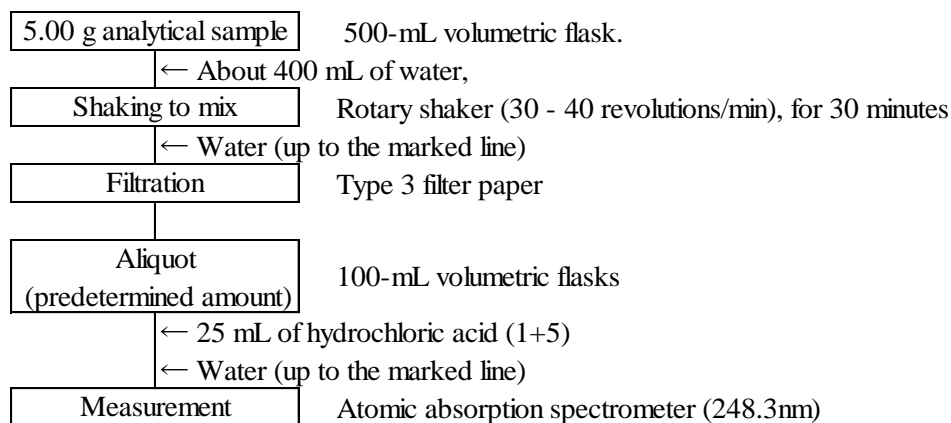 5.00 g analytical sample 500-mL volumetric flask.
← About 400 mL of water,
Shaking to mix Rotary shaker (30 - 40 revolutions/min), for 30 minutes
← Water (up to the marked line)
Filtration Type 3 filter paper
Aliquot
(predetermined amount) 100-mL volumetric flasks
← 25 mL of hydrochloric acid (1+5)
← Water (up to the marked line)
Measurement Atomic absorption spectrometer (248.3nm)